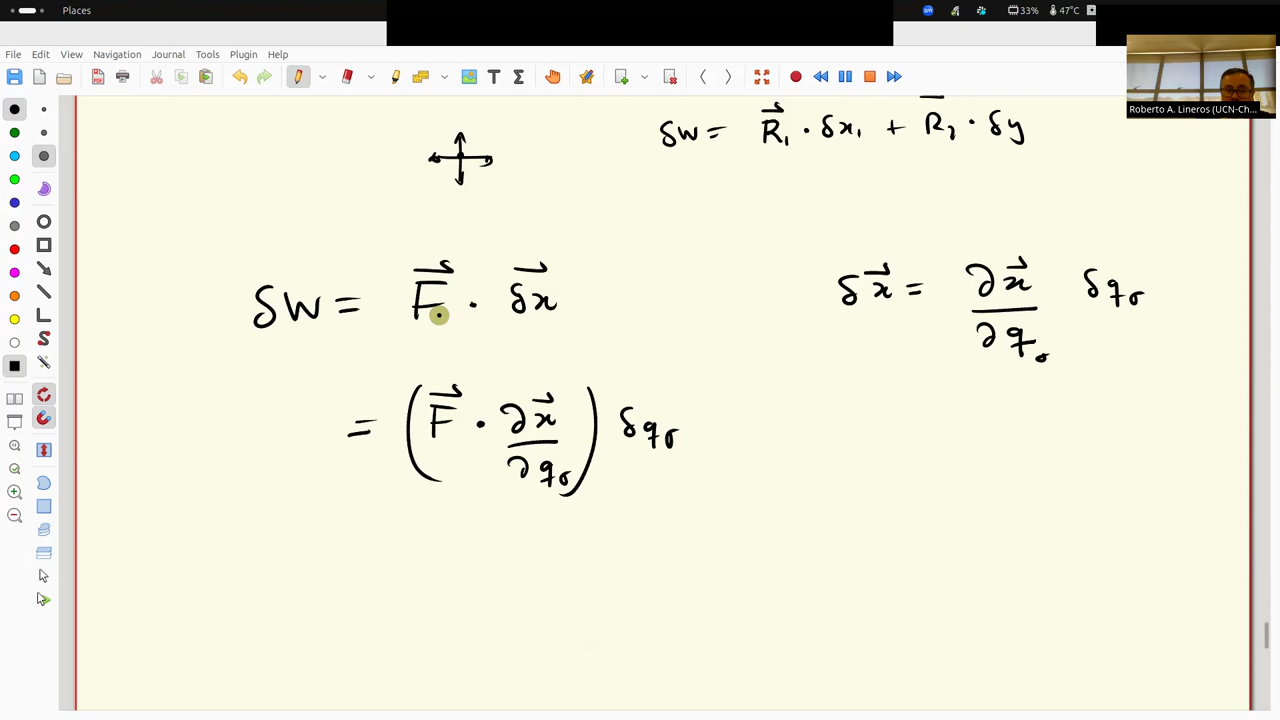 Places 33% 47°C
File Edit View Navigation Journal Tools Plugin Help
Roberto A. Lineros (UCN-Ch...
δW = R⃗₁ · δx₁ + R⃗₂ · δy
δW = F⃗ · δx⃗
δx⃗ = ∂x⃗/∂q_σ δq_σ
= (F⃗ · ∂x⃗/∂q_σ) δq_σ